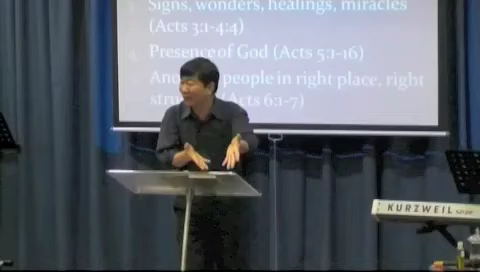 Signs, wonders, healings, miracles
(Acts 3:1-4:4)
Presence of God (Acts 5:1-16)
people in right place, right
(Acts 6:1-7)
KURZWEIL